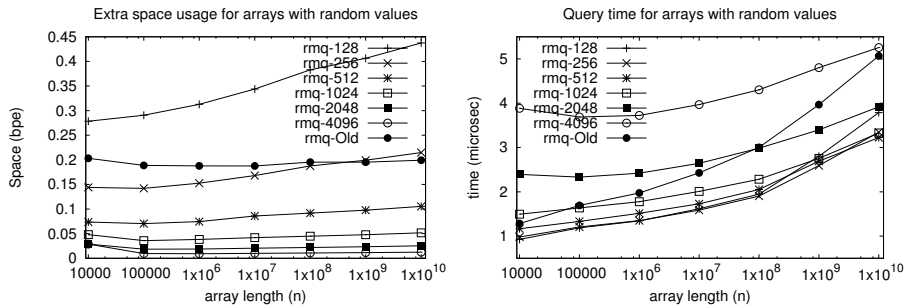 Extra space usage for arrays with random values
Space (bpe)
0.45
0.4
0.35
0.3
0.25
0.2
0.15
0.1
0.05
0
rmq-128
rmq-256
rmq-512
rmq-1024
rmq-2048
rmq-4096
rmq-Old
10000 100000 1x10^6 1x10^7 1x10^8 1x10^9 1x10^10
array length (n)
Query time for arrays with random values
time (microsec)
5
4
3
2
1
rmq-128
rmq-256
rmq-512
rmq-1024
rmq-2048
rmq-4096
rmq-Old
10000 100000 1x10^6 1x10^7 1x10^8 1x10^9 1x10^10
array length (n)